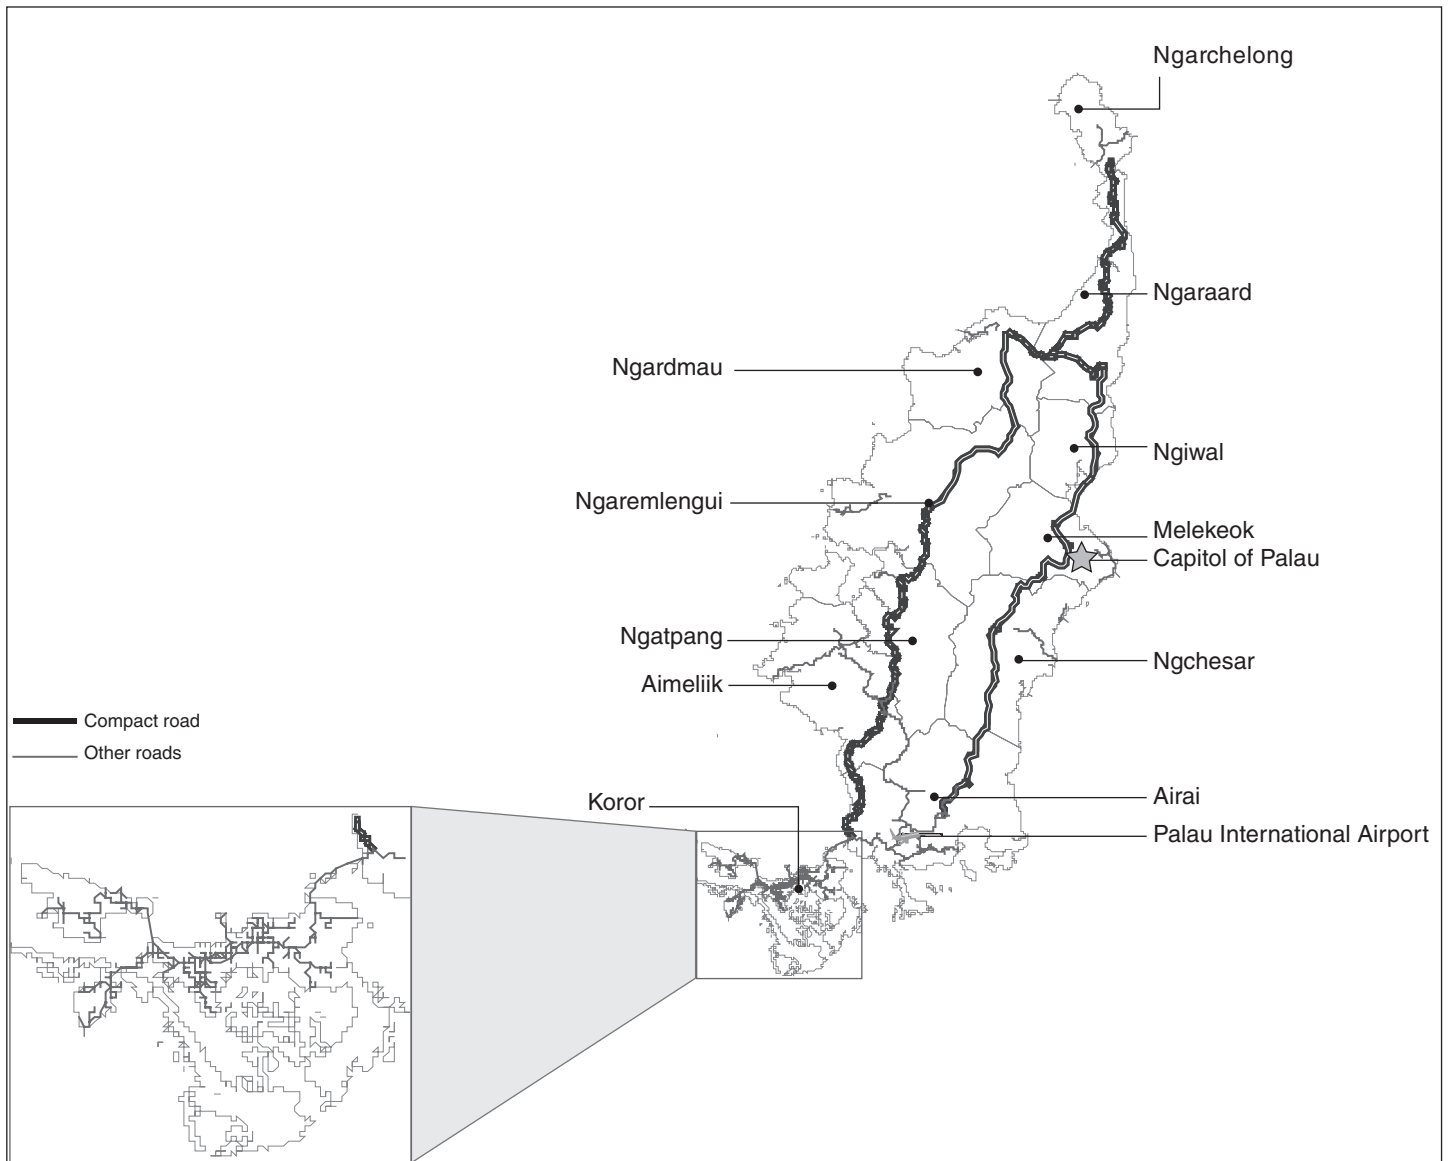 Ngarchelong
Ngaraard
Ngardmau
Ngiwal
Ngaremlengui
Melekeok
Capitol of Palau
Ngatpang
Ngchesar
Aimeliik
Compact road
Other roads
Koror
Airai
Palau International Airport